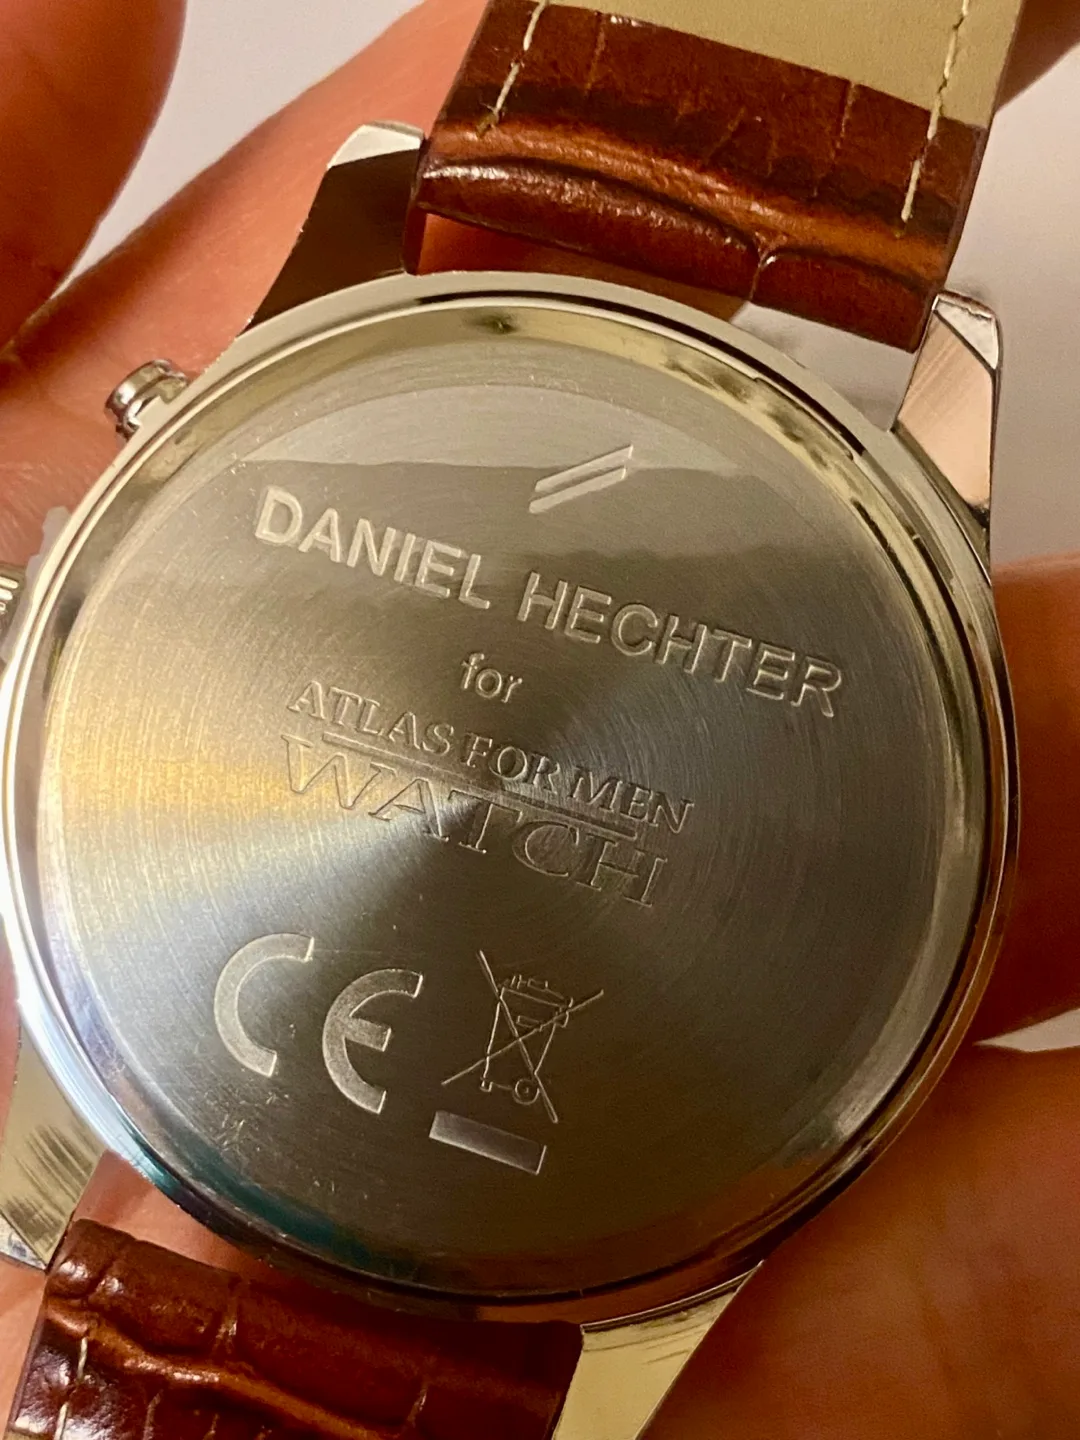 DANIEL HECHTER
for
ATLAS FOR MEN
WATCH
CE